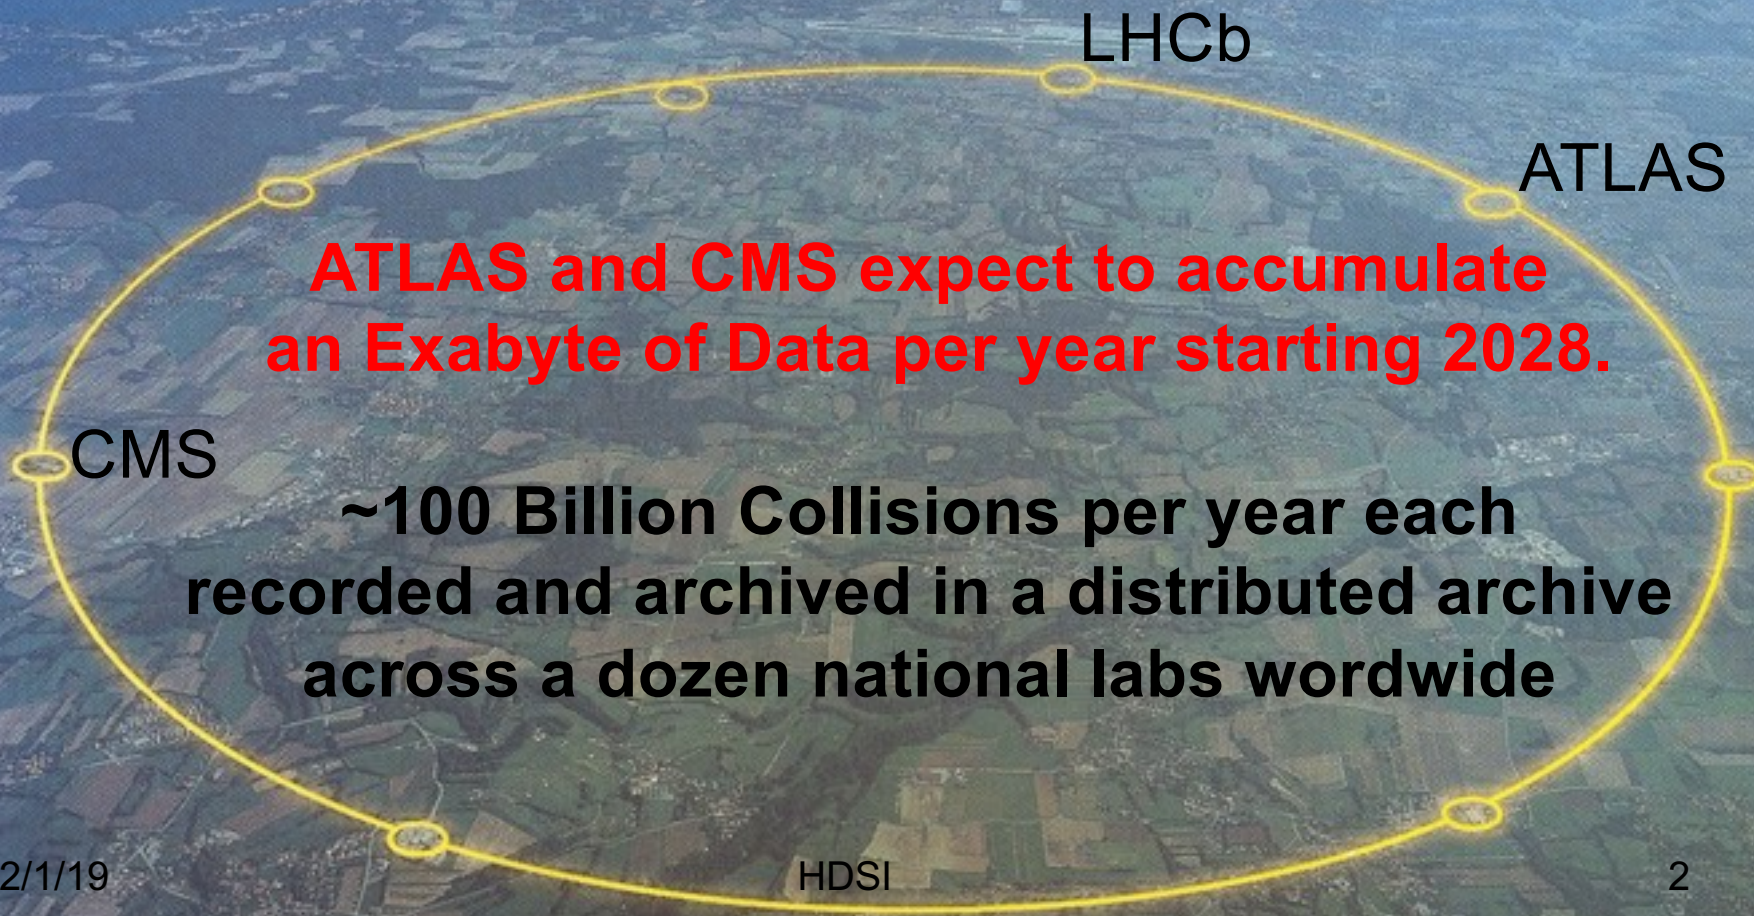 LHCb
ATLAS
ATLAS and CMS expect to accumulate
an Exabyte of Data per year starting 2028.
CMS
~100 Billion Collisions per year each
recorded and archived in a distributed archive
across a dozen national labs wordwide
2/1/19
HDSI
2